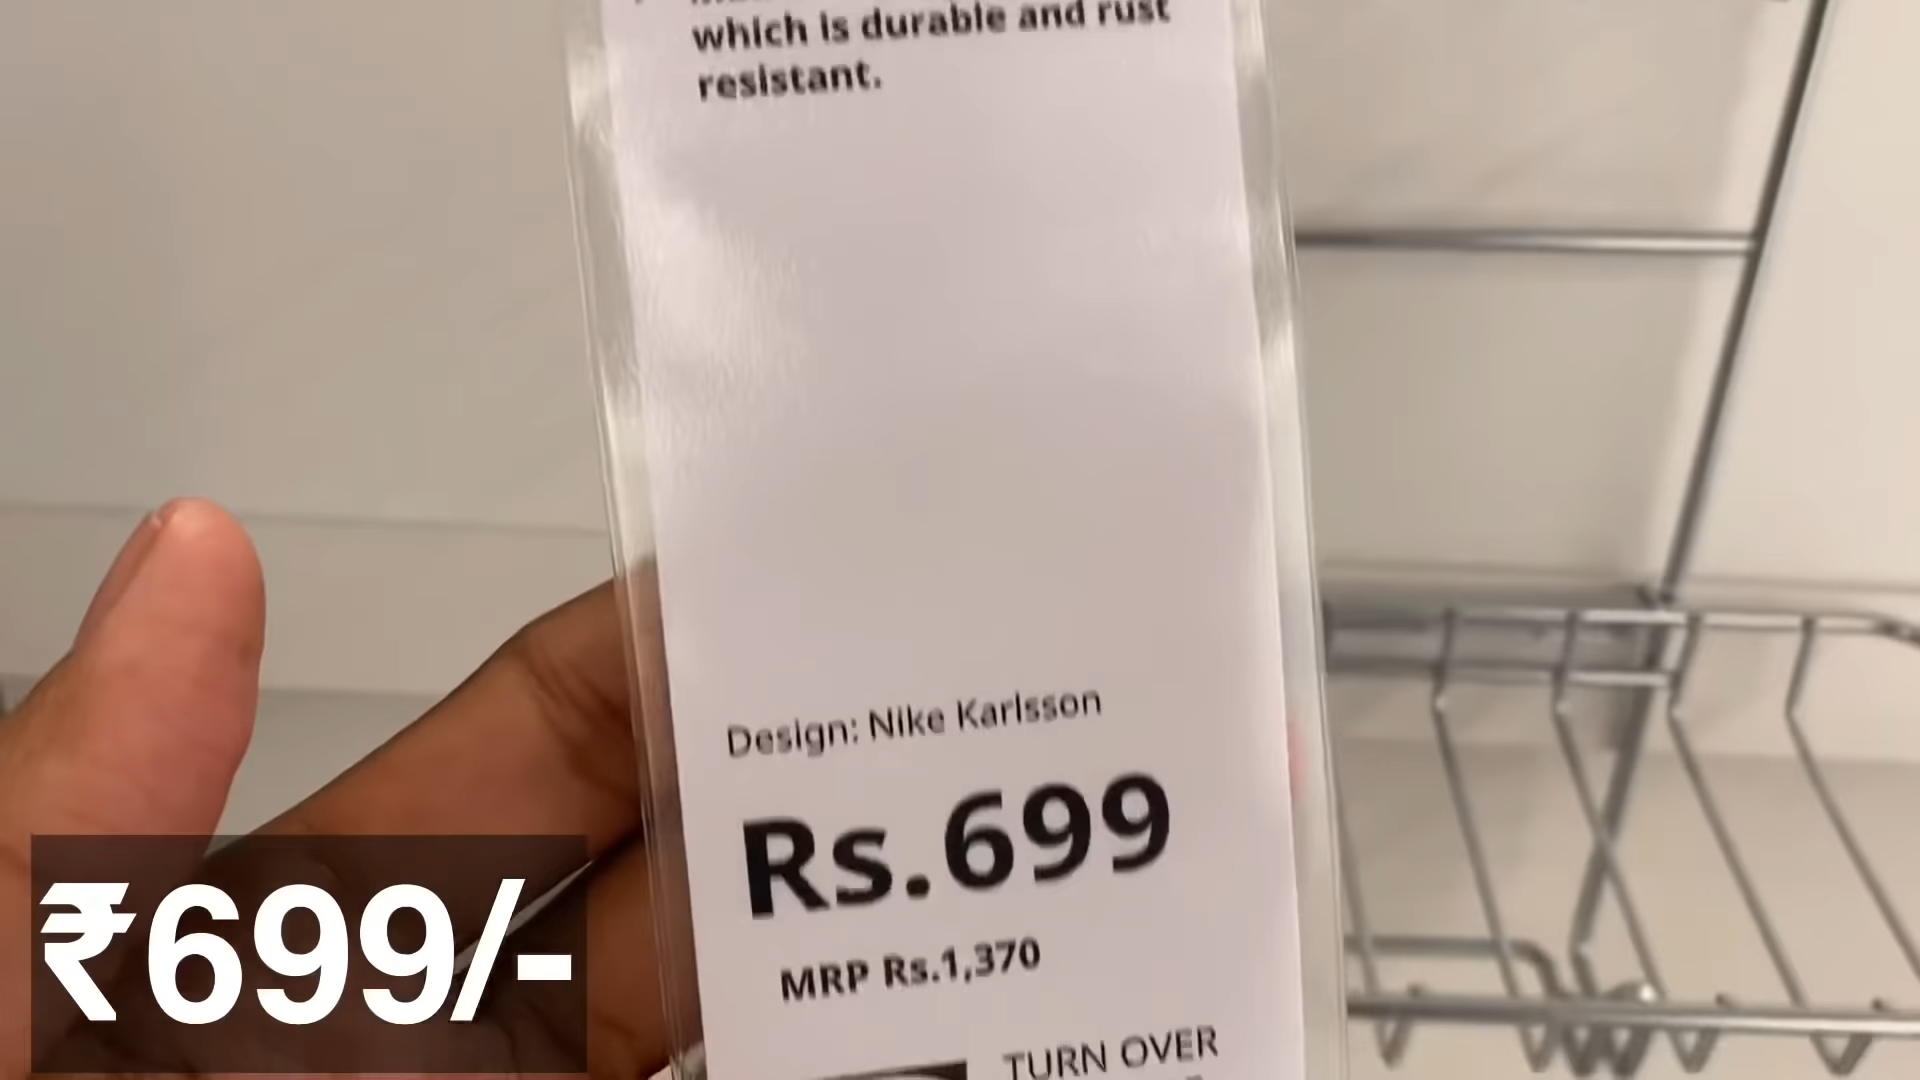 which is durable and rust
resistant.
Design: Nike Karlsson
Rs.699
MRP Rs.1,370
TURN OVER
₹699/-